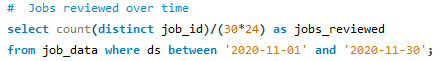 #  Jobs reviewed over time
select count(distinct job_id)/(30*24) as jobs_reviewed
from job_data where ds between '2020-11-01' and '2020-11-30';